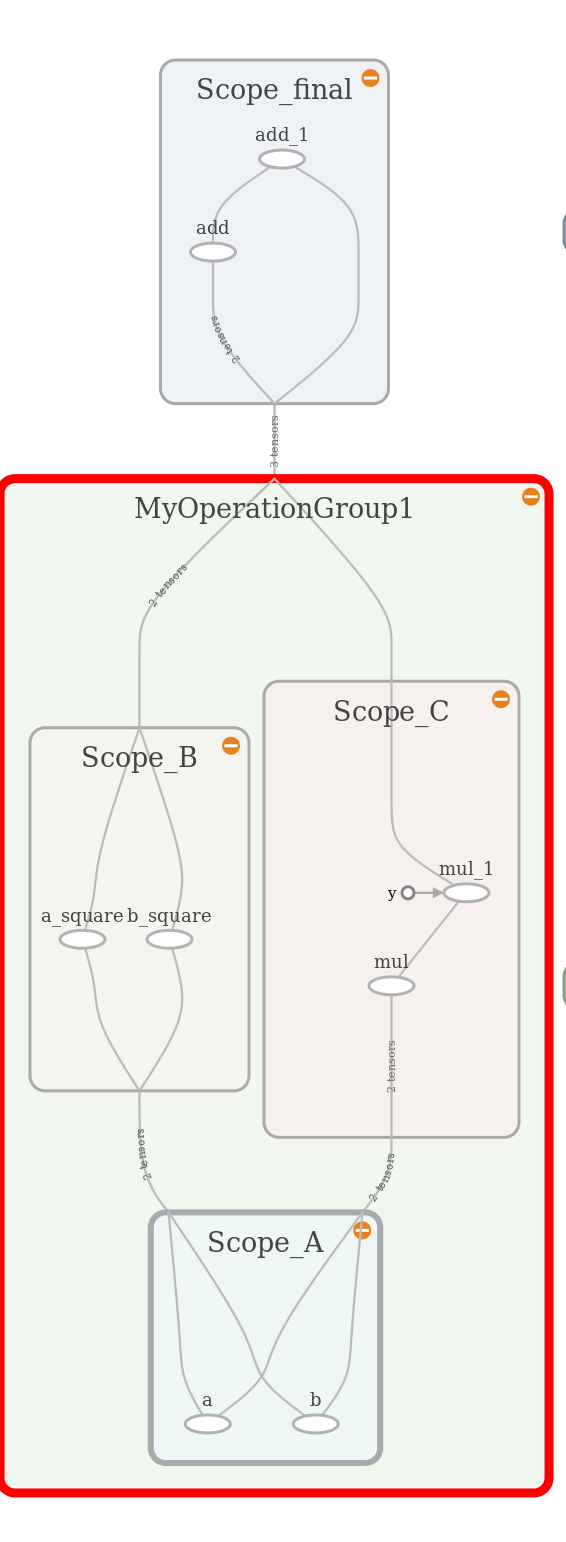 Scope_final
add_1
add
2 tensors
3 tensors
MyOperationGroup1
2 tensors
Scope_C
Scope_B
mul_1
y
a_square b_square
mul
2 tensors
2 tensors
2 tensors
Scope_A
a
b